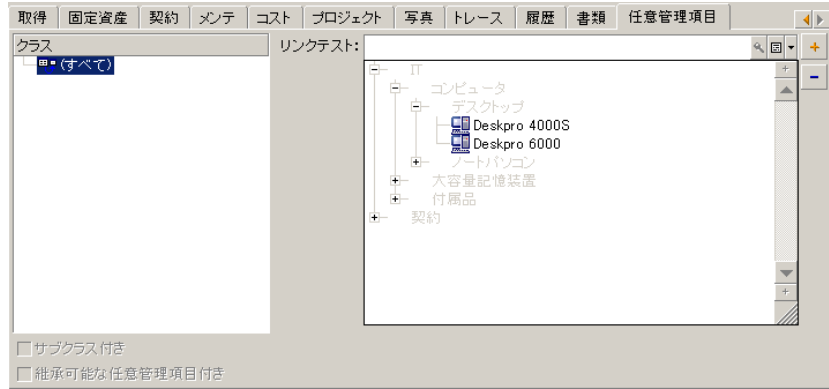 取得 固定資産 契約 メンテ コスト プロジェクト 写真 トレース 履歴 書類 任意管理項目
クラス
(すべて)
リンクテスト:
IT
コンピュータ
デスクトップ
Deskpro 4000S
Deskpro 6000
ノートパソコン
大容量記憶装置
付属品
契約
サブクラス付き
継承可能な任意管理項目付き